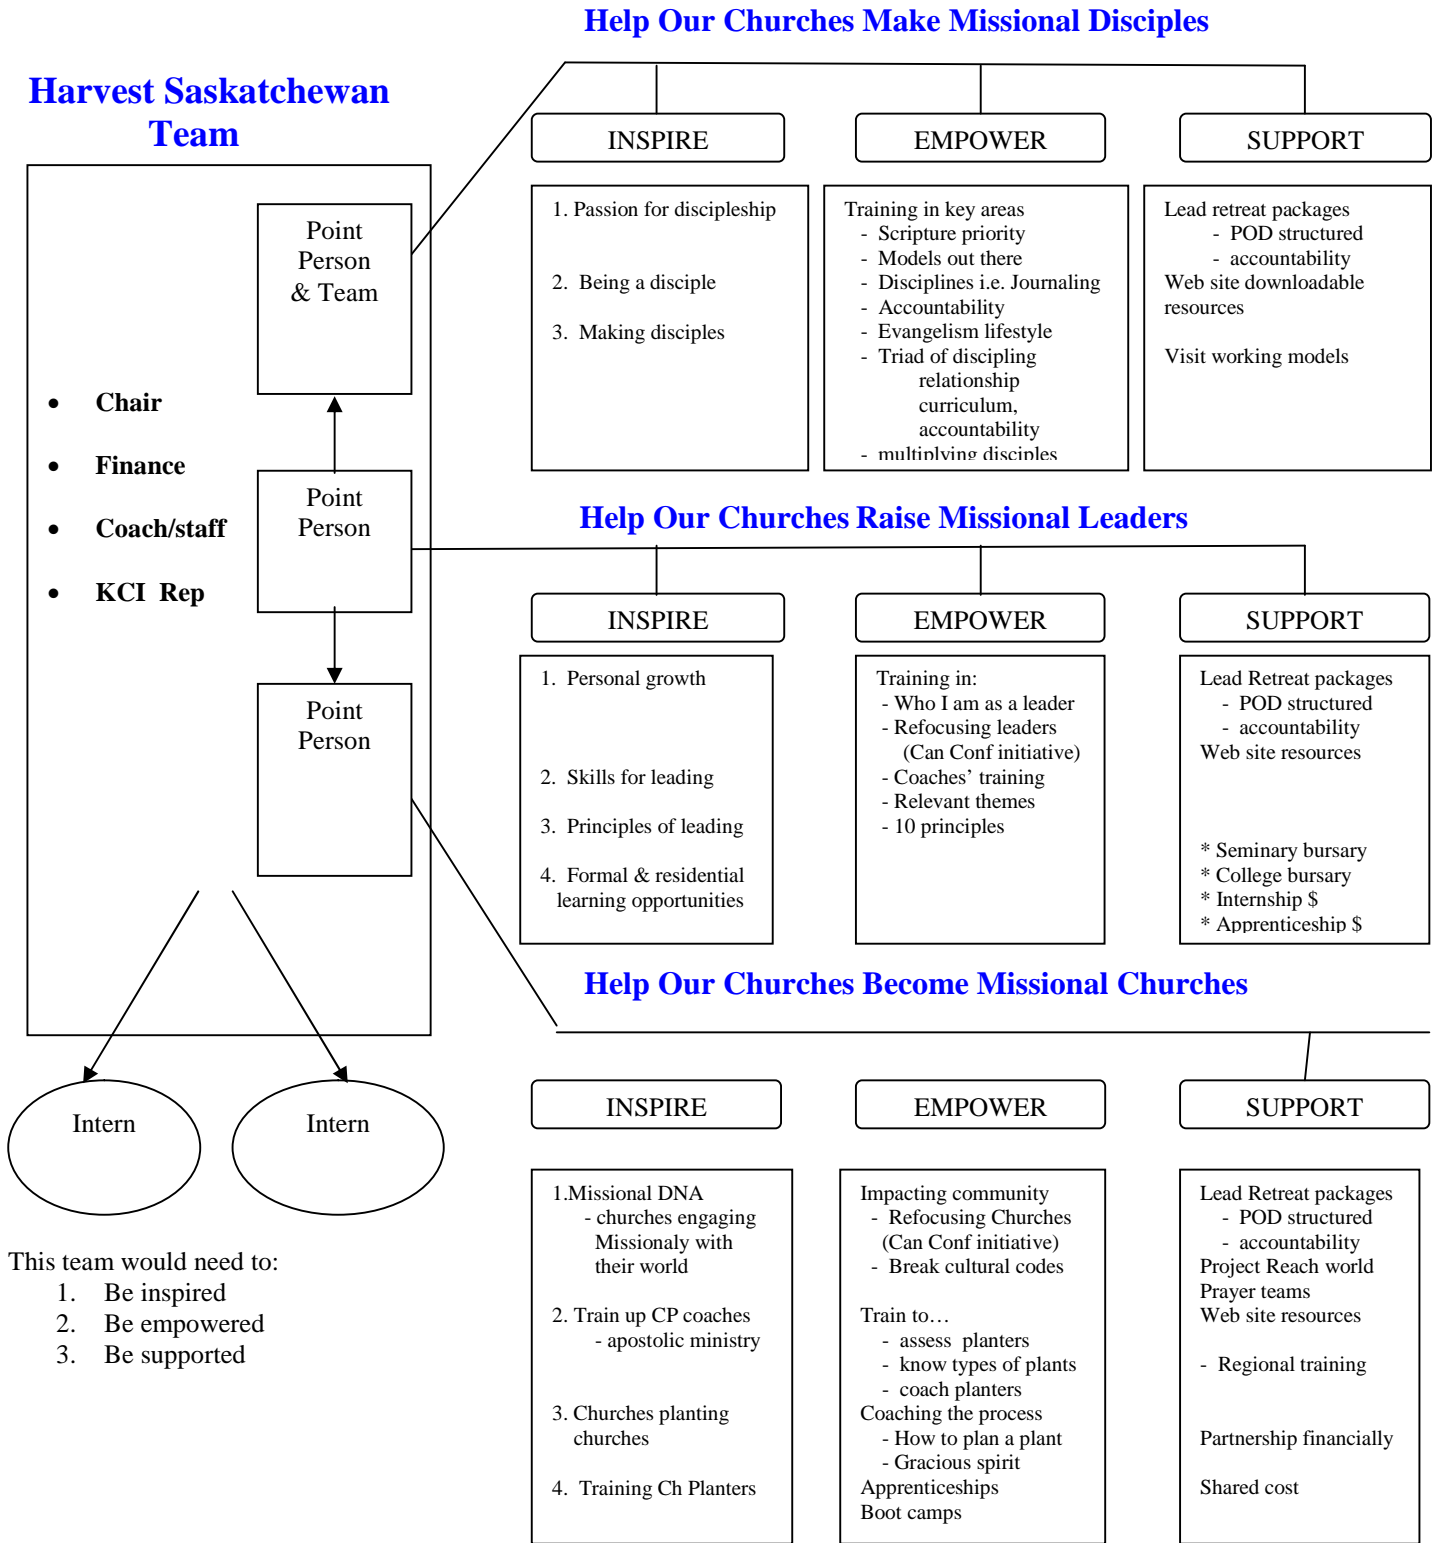 Help Our Churches Make Missional Disciples
Harvest Saskatchewan
Team
Point
Person
& Team
• Chair
• Finance
• Coach/staff
• KCI Rep
Point
Person
Point
Person
Intern
Intern
This team would need to:
1. Be inspired
2. Be empowered
3. Be supported
INSPIRE
1. Passion for discipleship
2. Being a disciple
3. Making disciples
EMPOWER
Training in key areas
- Scripture priority
- Models out there
- Disciplines i.e. Journaling
- Accountability
- Evangelism lifestyle
- Triad of discipling
relationship
curriculum,
accountability
- multiplying disciples
SUPPORT
Lead retreat packages
- POD structured
- accountability
Web site downloadable
resources
Visit working models
Help Our Churches Raise Missional Leaders
INSPIRE
1. Personal growth
2. Skills for leading
3. Principles of leading
4. Formal & residential
learning opportunities
EMPOWER
Training in:
- Who I am as a leader
- Refocusing leaders
(Can Conf initiative)
- Coaches’ training
- Relevant themes
- 10 principles
SUPPORT
Lead Retreat packages
- POD structured
- accountability
Web site resources
* Seminary bursary
* College bursary
* Internship $
* Apprenticeship $
Help Our Churches Become Missional Churches
INSPIRE
1.Missional DNA
- churches engaging
Missionaly with
their world
2. Train up CP coaches
- apostolic ministry
3. Churches planting
churches
4. Training Ch Planters
EMPOWER
Impacting community
- Refocusing Churches
(Can Conf initiative)
- Break cultural codes
Train to…
- assess planters
- know types of plants
- coach planters
Coaching the process
- How to plan a plant
- Gracious spirit
Apprenticeships
Boot camps
SUPPORT
Lead Retreat packages
- POD structured
- accountability
Project Reach world
Prayer teams
Web site resources
- Regional training
Partnership financially
Shared cost